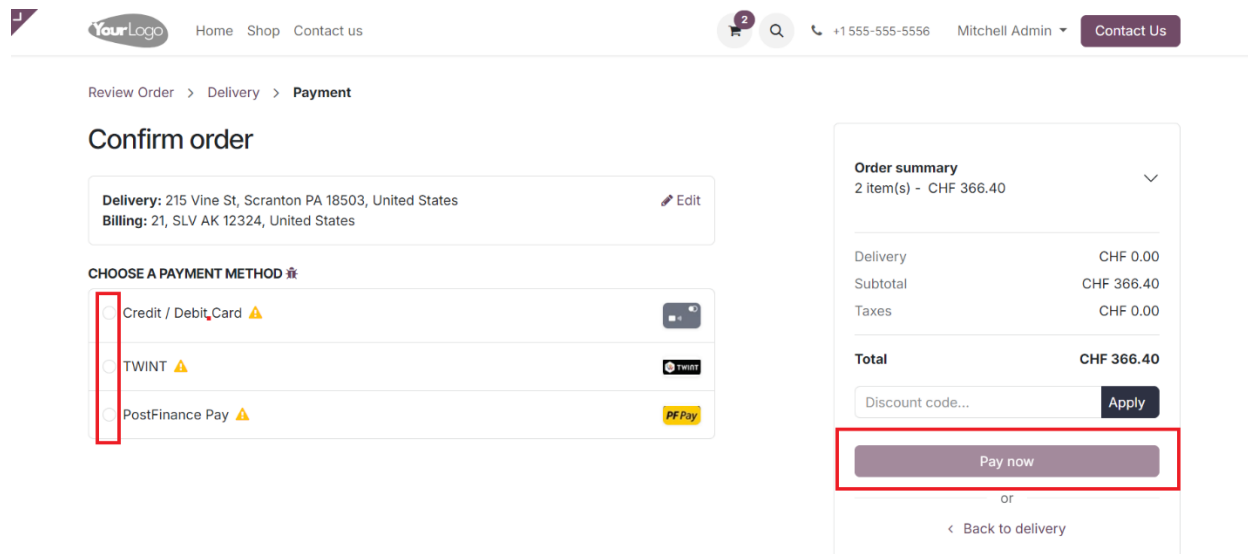 YourLogo Home Shop Contact us 2 +1 555-555-5556 Mitchell Admin Contact Us
Review Order > Delivery > Payment
Confirm order
Delivery: 215 Vine St, Scranton PA 18503, United States Edit
Billing: 21, SLV AK 12324, United States
CHOOSE A PAYMENT METHOD
Credit / Debit Card
TWINT TWINT
PostFinance Pay PF Pay
Order summary
2 item(s) - CHF 366.40
Delivery CHF 0.00
Subtotal CHF 366.40
Taxes CHF 0.00
Total CHF 366.40
Discount code... Apply
Pay now
or
< Back to delivery